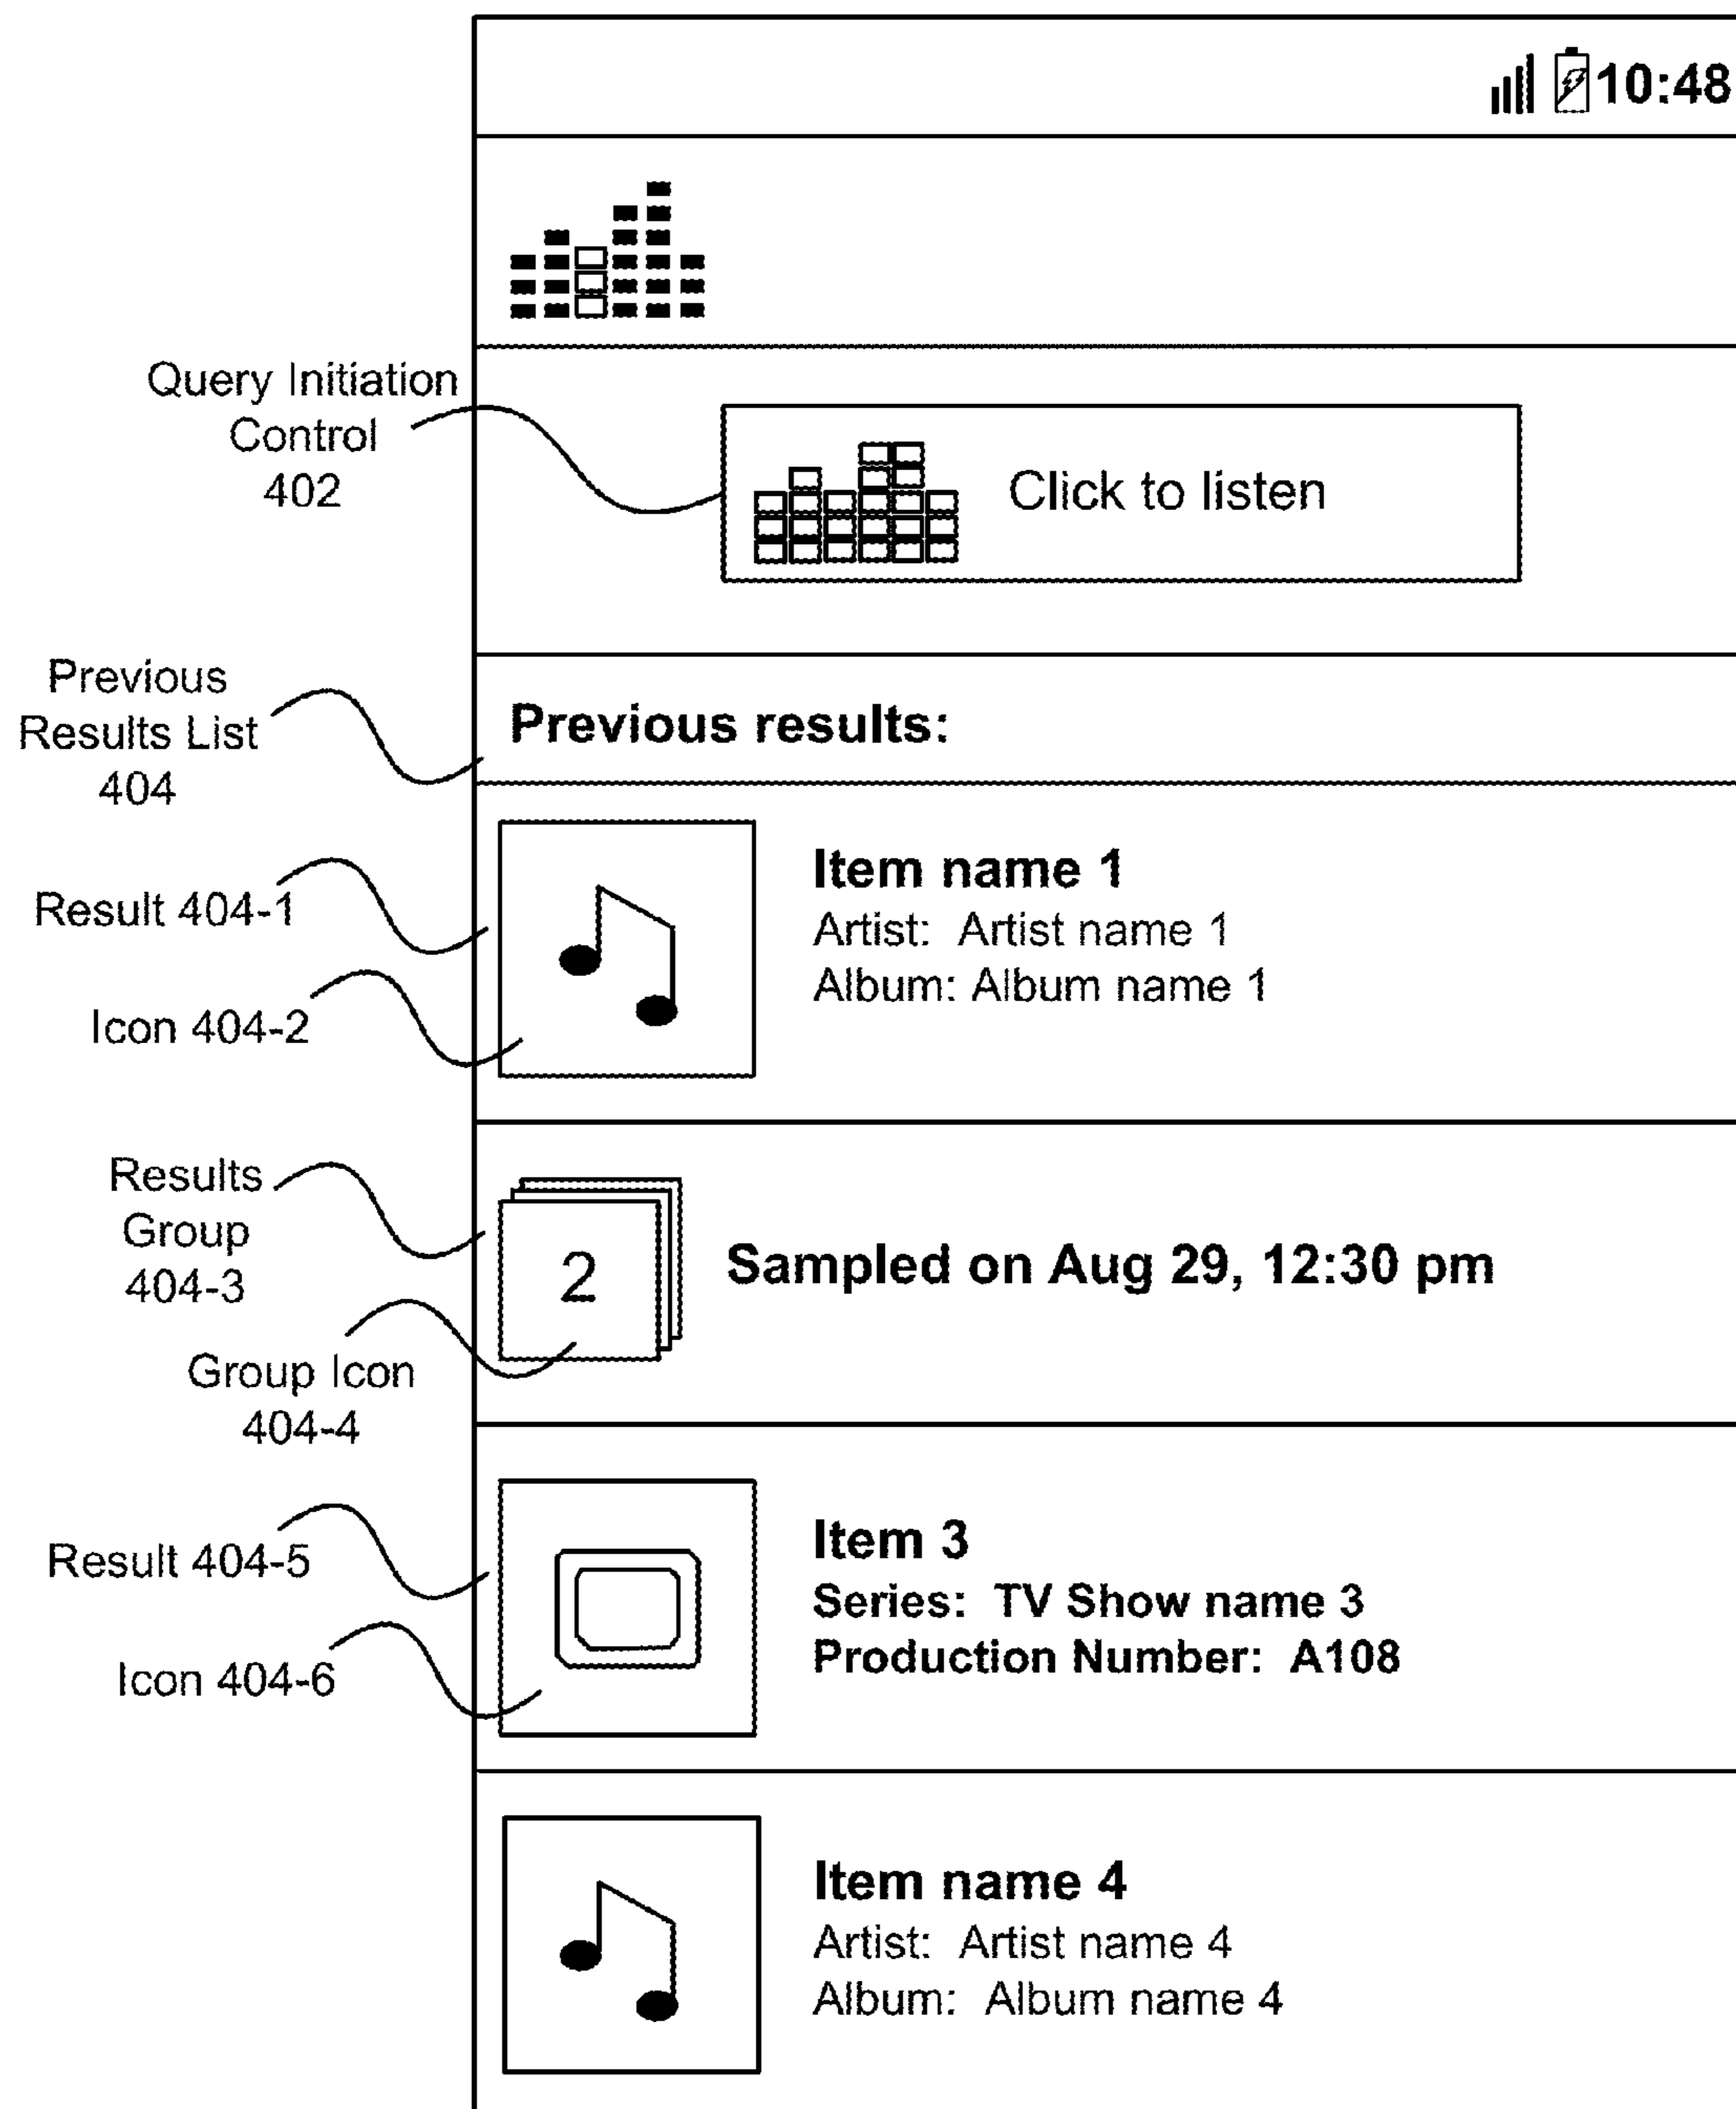 10:48
Query Initiation
Control
402
Click to listen
Previous
Results List
404
Previous results:
Result 404-1
Icon 404-2
Item name 1
Artist: Artist name 1
Album: Album name 1
Results
Group
404-3
Group Icon
404-4
2
Sampled on Aug 29, 12:30 pm
Result 404-5
Icon 404-6
Item 3
Series: TV Show name 3
Production Number: A108
Item name 4
Artist: Artist name 4
Album: Album name 4